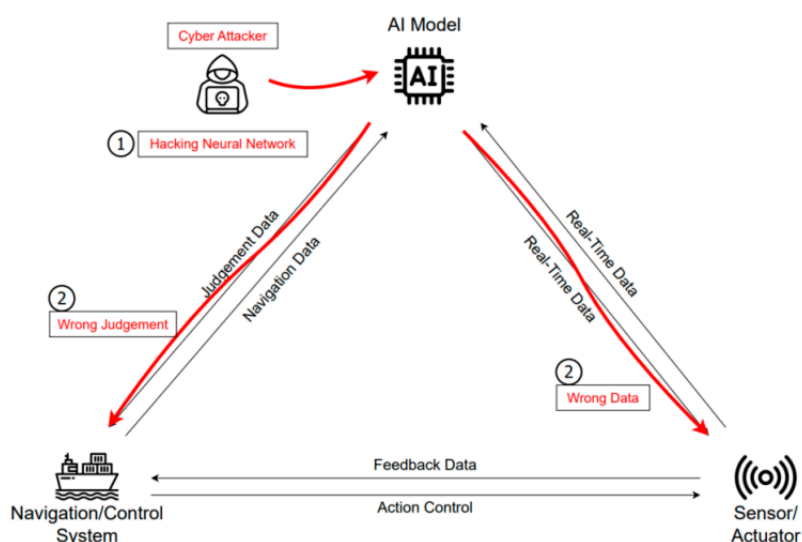 AI Model
Cyber Attacker
AI
1
Hacking Neural Network
Judgement Data
Navigation Data
Real-Time Data
Real-Time Data
2
Wrong Judgement
2
Wrong Data
Feedback Data
Action Control
Navigation/Control
System
Sensor/
Actuator